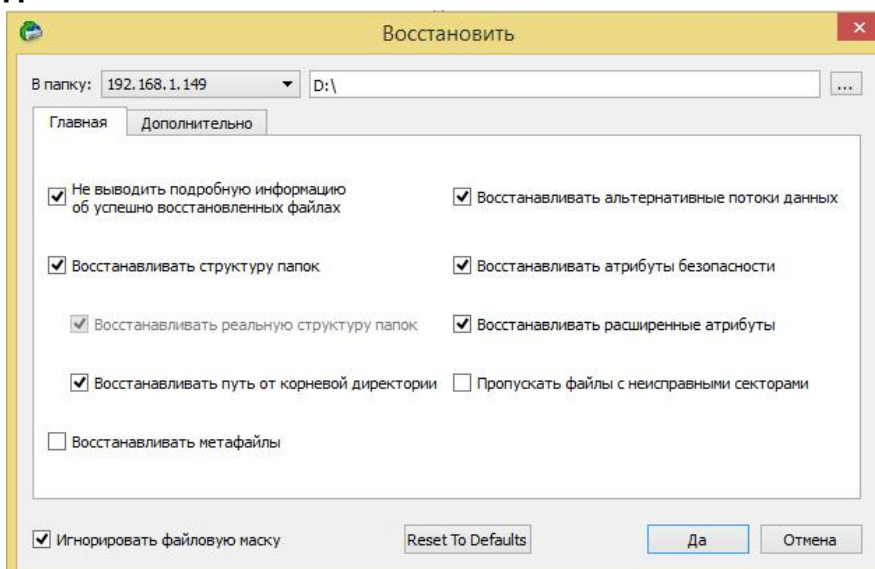 Восстановить
В папку: 192.168.1.149 D:\ ...
Главная Дополнительно
Не выводить подробную информацию
об успешно восстановленных файлах
Восстанавливать альтернативные потоки данных
Восстанавливать структуру папок
Восстанавливать атрибуты безопасности
Восстанавливать реальную структуру папок
Восстанавливать расширенные атрибуты
Восстанавливать путь от корневой директории
Пропускать файлы с неисправными секторами
Восстанавливать метафайлы
Игнорировать файловую маску
Reset To Defaults Да Отмена